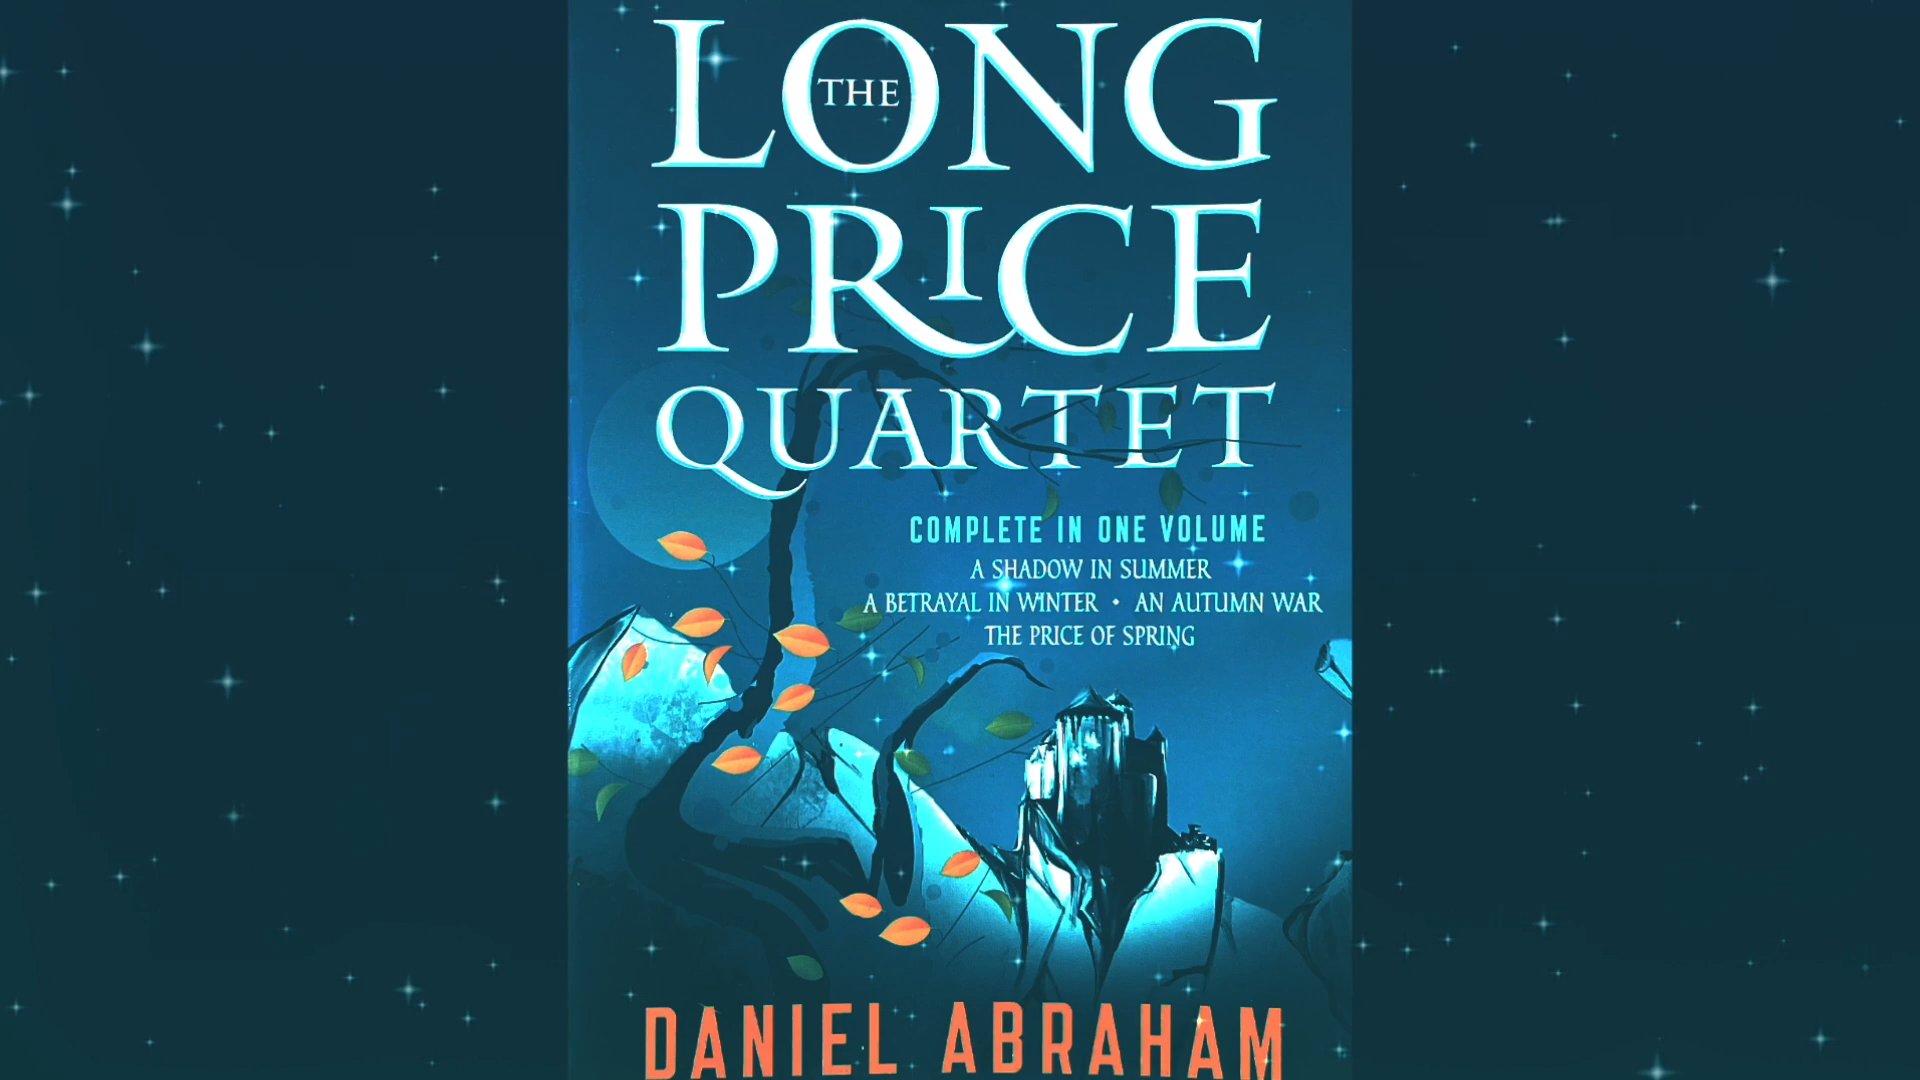 THE
LONG
PRICE
QUARTET
COMPLETE IN ONE VOLUME
A SHADOW IN SUMMER
A BETRAYAL IN WINTER • AN AUTUMN WAR
THE PRICE OF SPRING
DANIEL ABRAHAM